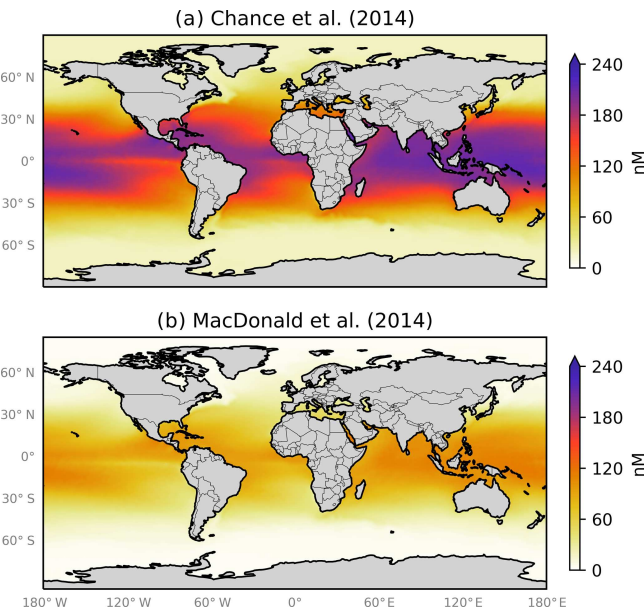 (a) Chance et al. (2014)
60° N
30° N
0°
30° S
60° S
240
180
120
60
0
nM
(b) MacDonald et al. (2014)
60° N
30° N
0°
30° S
60° S
240
180
120
60
0
nM
180° W 120° W 60° W 0° 60° E 120° E 180° E